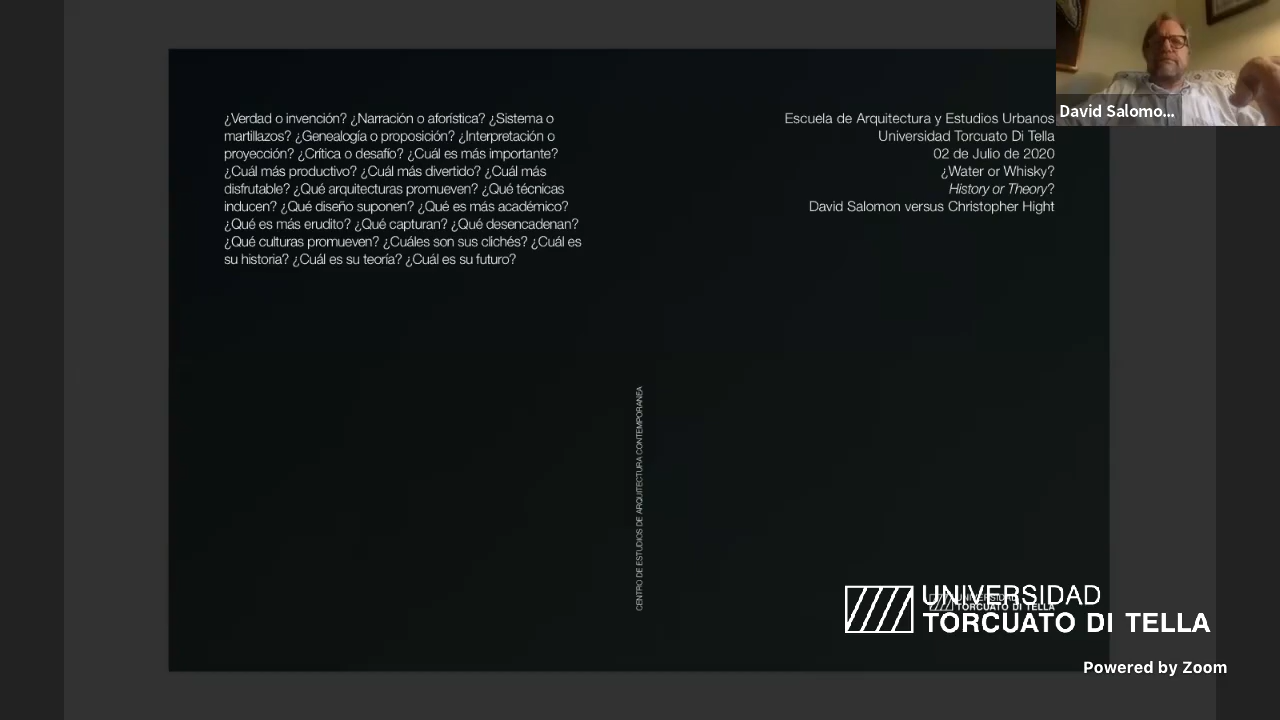 ¿Verdad o invención? ¿Narración o aforística? ¿Sistema o
martillazos? ¿Genealogía o proposición? ¿Interpretación o
proyección? ¿Crítica o desafío? ¿Cuál es más importante?
¿Cuál más productivo? ¿Cuál más divertido? ¿Cuál más
disfrutable? ¿Qué arquitecturas promueven? ¿Qué técnicas
inducen? ¿Qué diseño suponen? ¿Qué es más académico?
¿Qué es más erudito? ¿Qué capturan? ¿Qué desencadenan?
¿Qué culturas promueven? ¿Cuáles son sus clichés? ¿Cuál es
su historia? ¿Cuál es su teoría? ¿Cuál es su futuro?
Escuela de Arquitectura y Estudios Urbanos
Universidad Torcuato Di Tella
02 de Julio de 2020
¿Water or Whisky?
History or Theory?
David Salomon versus Christopher Hight
David Salomo...
CENTRO DE ESTUDIOS DE ARQUITECTURA CONTEMPORÁNEA
UNIVERSIDAD
TORCUATO DI TELLA
UNIVERSIDAD
TORCUATO DI TELLA
Powered by Zoom